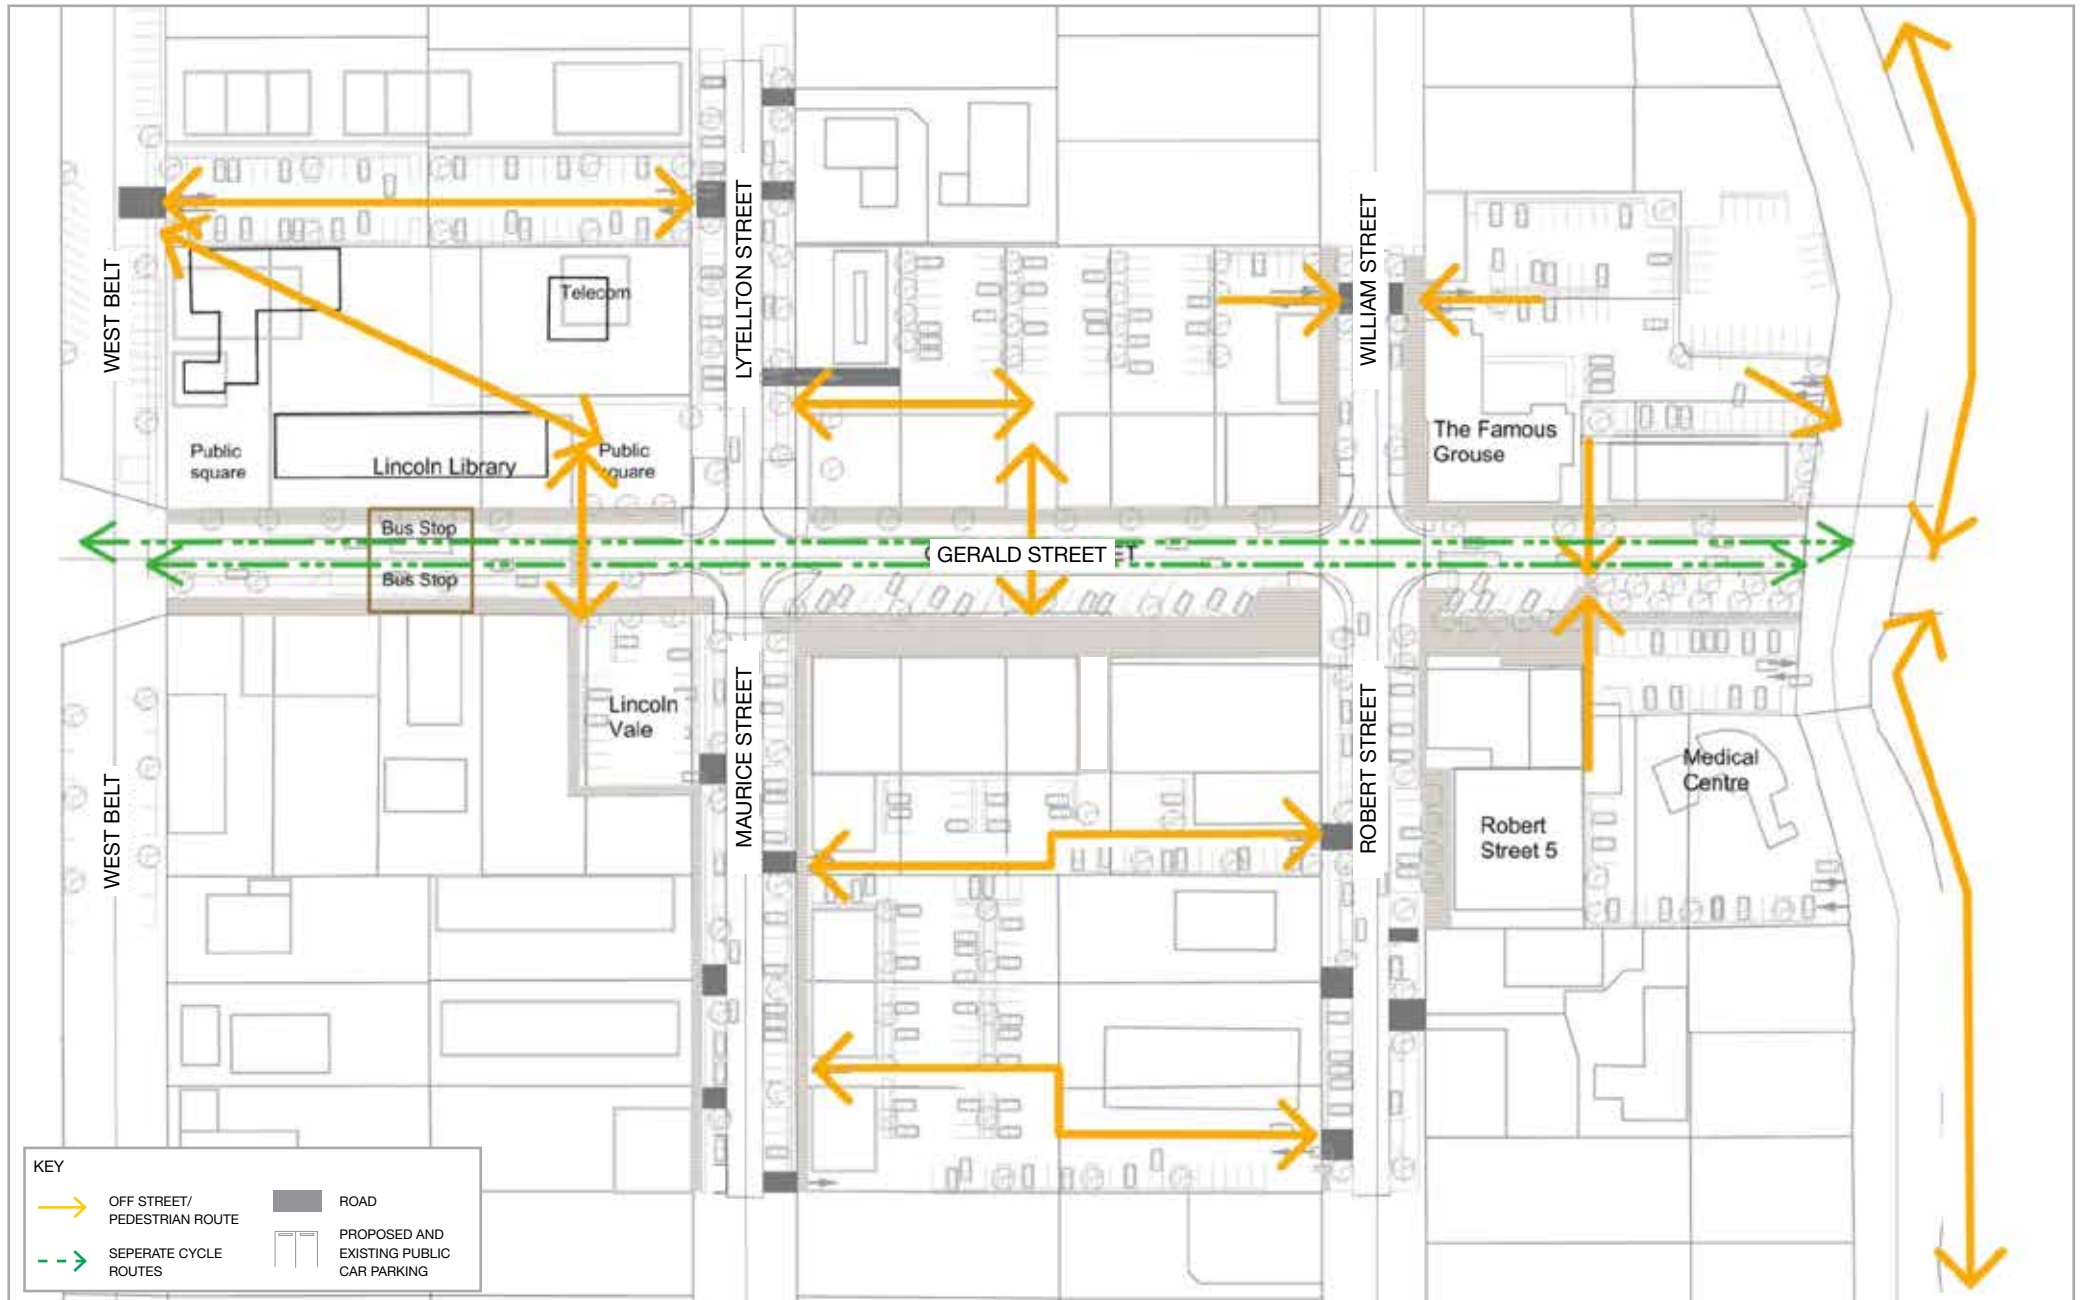 WEST BELT
LYTELLTON STREET
WILLIAM STREET
Telecom
Public
square
Lincoln Library
Public
square
The Famous
Grouse
Bus Stop
GERALD STREET
Bus Stop
WEST BELT
Lincoln
Vale
MAURICE STREET
ROBERT STREET
Medical
Centre
Robert
Street 5
KEY
OFF STREET/
PEDESTRIAN ROUTE
SEPERATE CYCLE
ROUTES
ROAD
PROPOSED AND
EXISTING PUBLIC
CAR PARKING